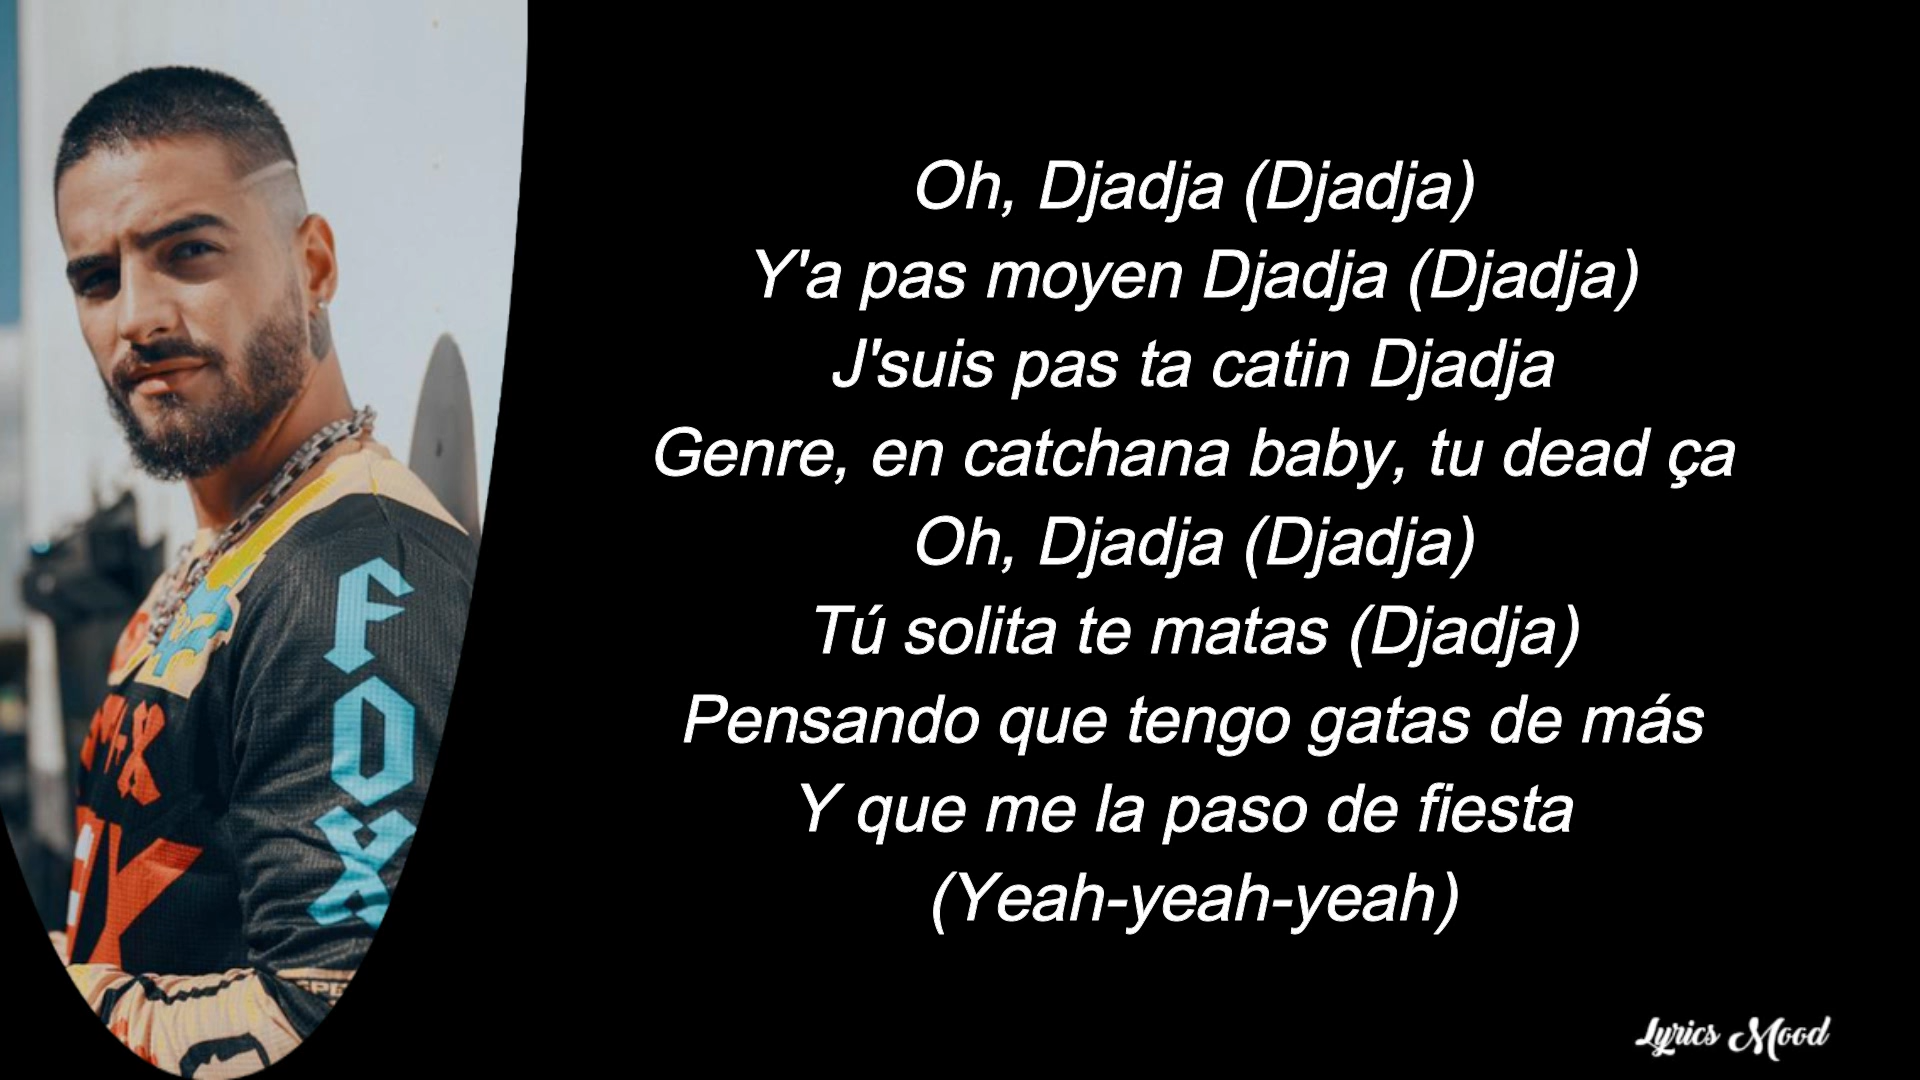 Oh, Djadja (Djadja)
Y'a pas moyen Djadja (Djadja)
J'suis pas ta catin Djadja
Genre, en catchana baby, tu dead ça
Oh, Djadja (Djadja)
Tú solita te matas (Djadja)
Pensando que tengo gatas de más
Y que me la paso de fiesta
(Yeah-yeah-yeah)
FOX
Lyrics Mood